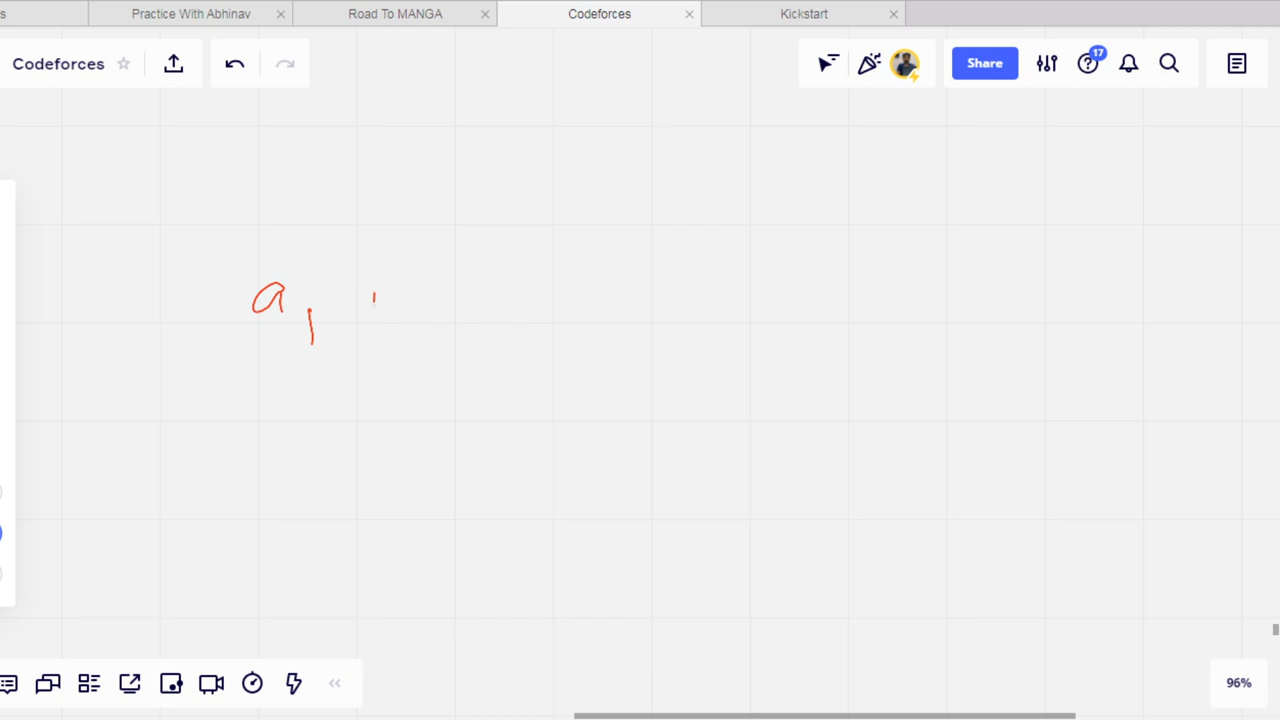 s Practice With Abhinav Road To MANGA Codeforces Kickstart
Codeforces Share 17
a,
96%